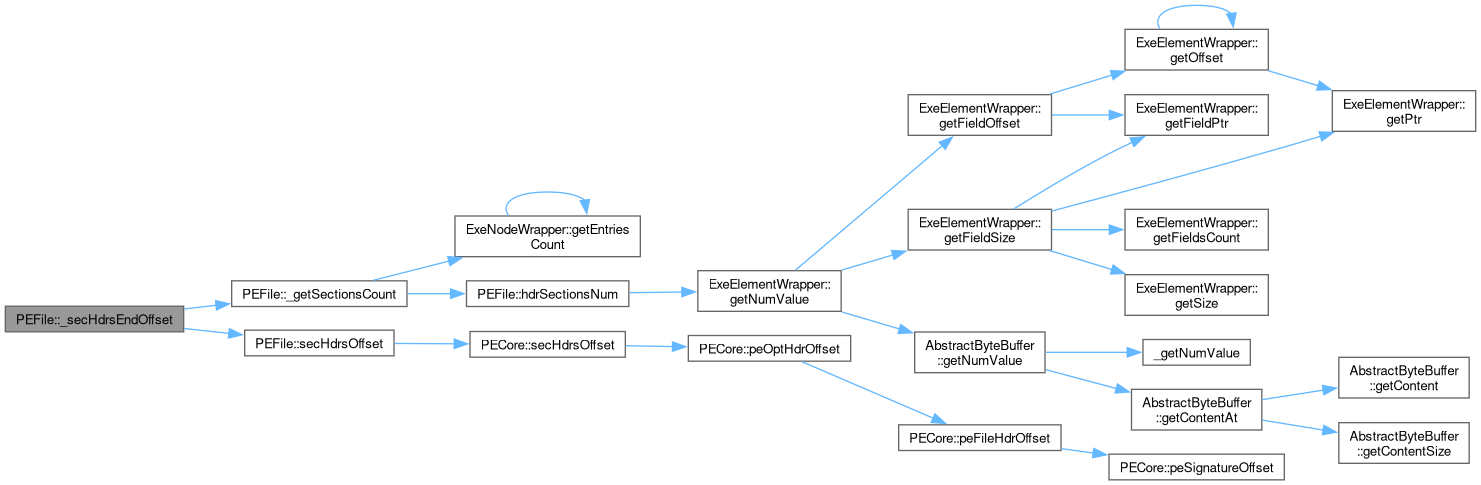 PEFile::_secHdrsEndOffset
PEFile::_getSectionsCount
PEFile::secHdrsOffset
ExeNodeWrapper::getEntries
Count
PEFile::hdrSectionsNum
PECore::secHdrsOffset
ExeElementWrapper::
getNumValue
PECore::peOptHdrOffset
ExeElementWrapper::
getFieldOffset
ExeElementWrapper::
getFieldSize
AbstractByteBuffer
::getNumValue
PECore::peFileHdrOffset
ExeElementWrapper::
getOffset
ExeElementWrapper::
getFieldPtr
ExeElementWrapper::
getFieldsCount
ExeElementWrapper::
getSize
_getNumValue
AbstractByteBuffer
::getContentAt
PECore::peSignatureOffset
ExeElementWrapper::
getPtr
AbstractByteBuffer
::getContent
AbstractByteBuffer
::getContentSize